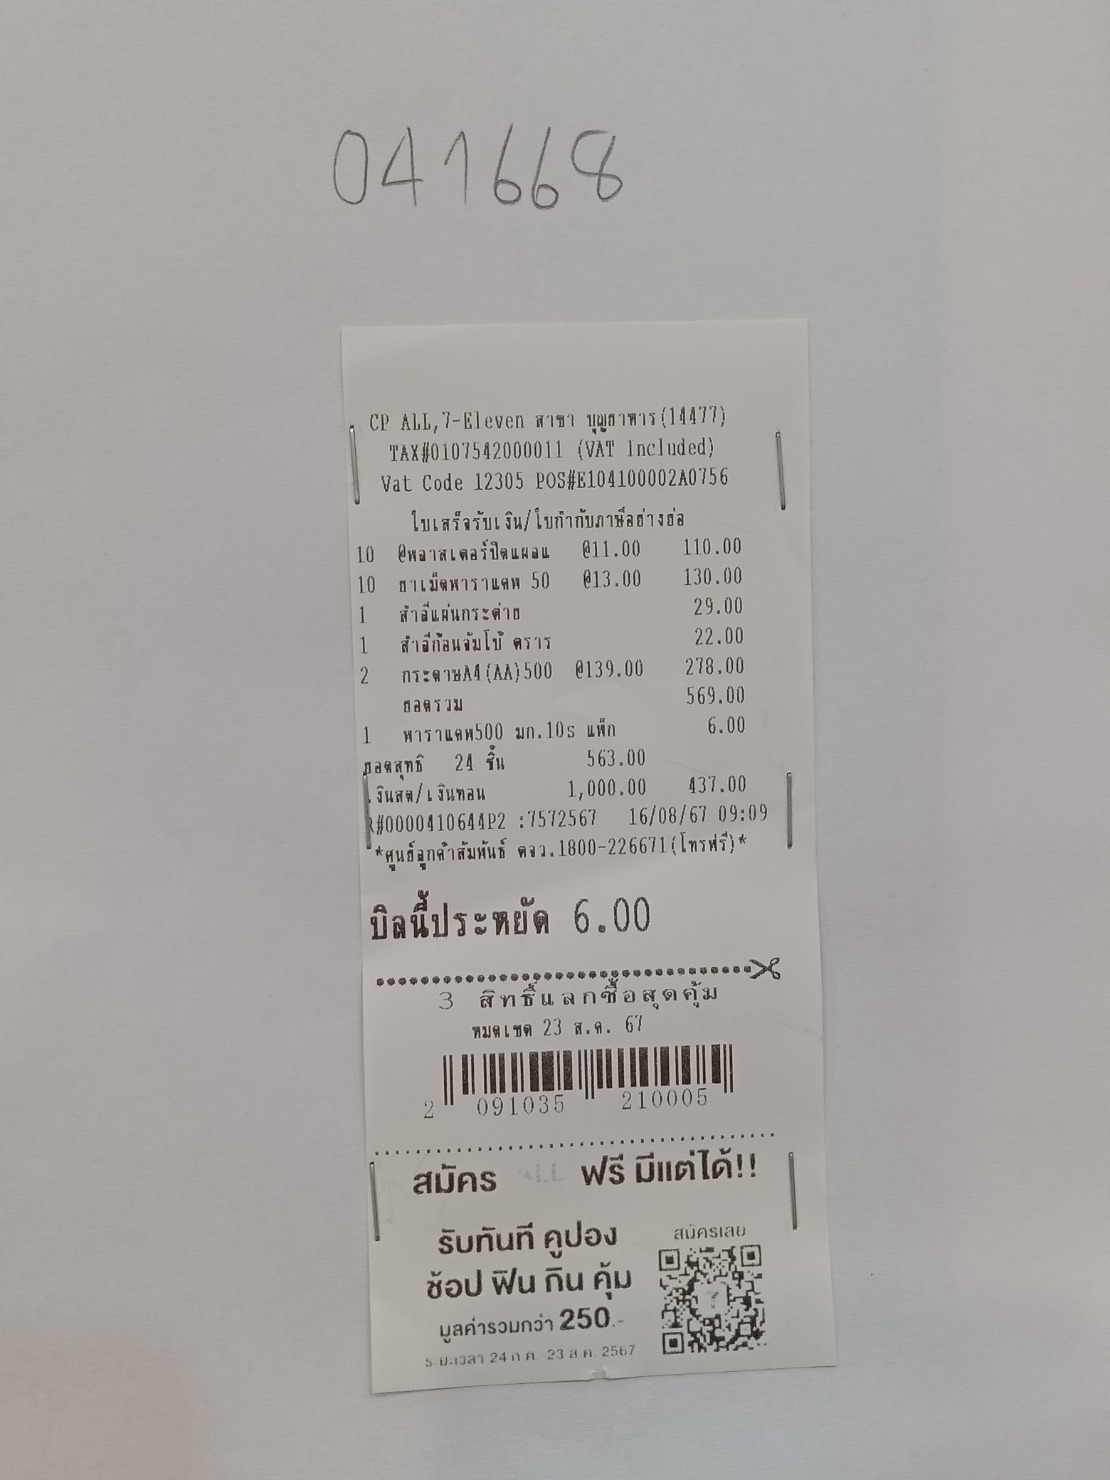 041668
CP ALL,7-Eleven สาขา บุญธาหาร(14477)
TAX#0107542000011 (VAT Included)
Vat Code 12305 POS#E104100002A0756
ใบเสร็จรับเงิน/ใบกำกับภาษีอย่างย่อ
10 @พลาสเตอร์ปิดแผลแ @11.00 110.00
10 ยาเม็ดพาราแคพ 50 @13.00 130.00
1 สำลีแผ่นกระต่าย 29.00
1 สำลีก้อนจัมโบ้ ตราร 22.00
2 กระดาษA4(AA)500 @139.00 278.00
ยอดรวม 569.00
1 พาราแคพ500 มก.10s แพ็ก 6.00
ยอดสุทธิ 24 ชิ้น 563.00
เงินสด/เงินทอน 1,000.00 437.00
R#0000410644P2 :7572567 16/08/67 09:09
*ศูนย์ลูกค้าสัมพันธ์ ตจว.1800-226671(โทรฟรี)*
บิลนี้ประหยัด 6.00
3 สิทธิ์แลกซื้อสุดคุ้ม
หมดเขต 23 ส.ค. 67
2 091035 210005
สมัคร ALL ฟรี มีแต่ได้!!
รับทันที คูปอง
ช้อป ฟิน กิน คุ้ม
มูลค่ารวมกว่า 250.-
ระยะเวลา 24 ก.ค. 23 ส.ค. 2567
สมัครเลย